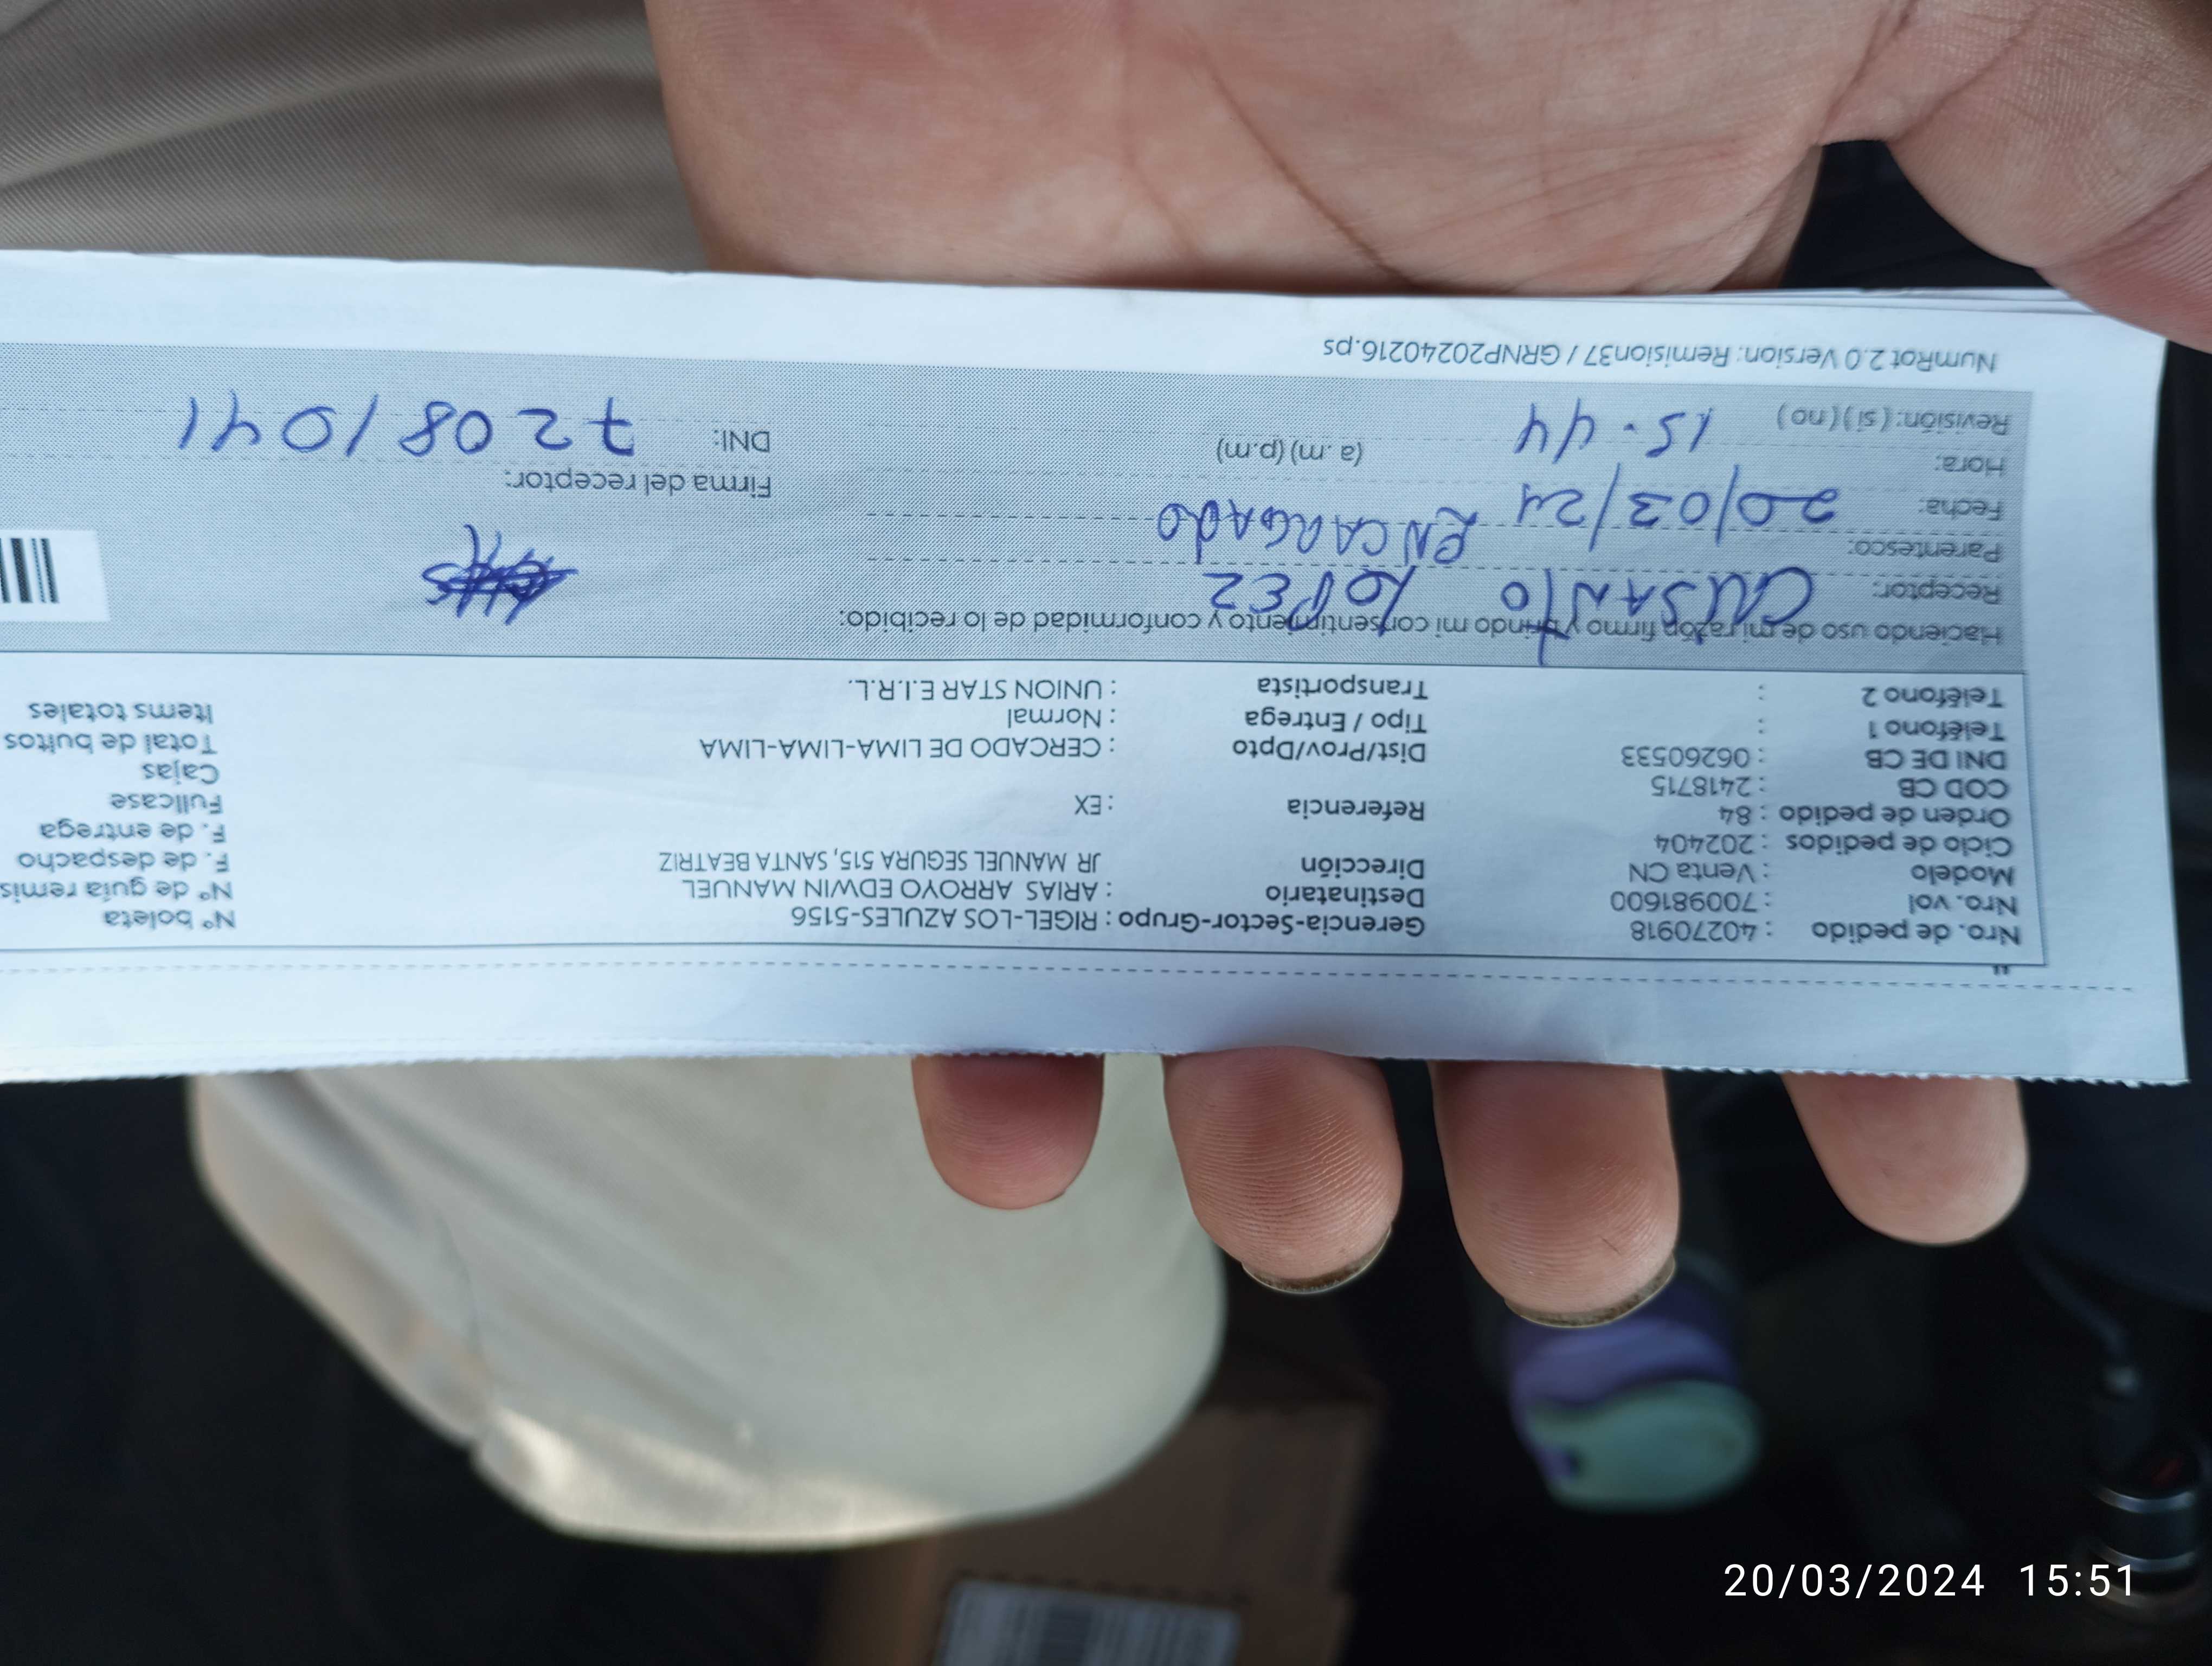 Nro. de pedido : 40270918 Gerencia-Sector-Grupo : RIGEL-LOS AZULES-5156 N° boleta
Nro. vol : 700981600 Destinatario : ARIAS ARROYO EDWIN MANUEL N° de guía remis
Modelo : Venta CN Dirección JR MANUEL SEGURA 515, SANTA BEATRIZ F. de despacho
Ciclo de pedidos : 202404 F. de entrega
Orden de pedido : 84 Referencia : EX Fullcase
COD CB : 2418715 Cajas
DNI DE CB : 06260533 Dist/Prov/Dpto : CERCADO DE LIMA-LIMA-LIMA Total de bultos
Teléfono 1 : Tipo / Entrega : Normal Items totales
Teléfono 2 : Transportista : UNION STAR E.I.R.L.
Haciendo uso de mi razón firmo y brindo mi consentimiento y conformidad de lo recibido:
Receptor: LOPEZ
Parentesco: ENCARGADO
Fecha: 20/03/24 Firma del receptor:
Hora: 15.44 (a. m) (p.m) DNI: 72081041
Revisión: ( si ) ( no )
NumRot 2.0 Version: Remision37 / GRNP20240216.ps
20/03/2024 15:51